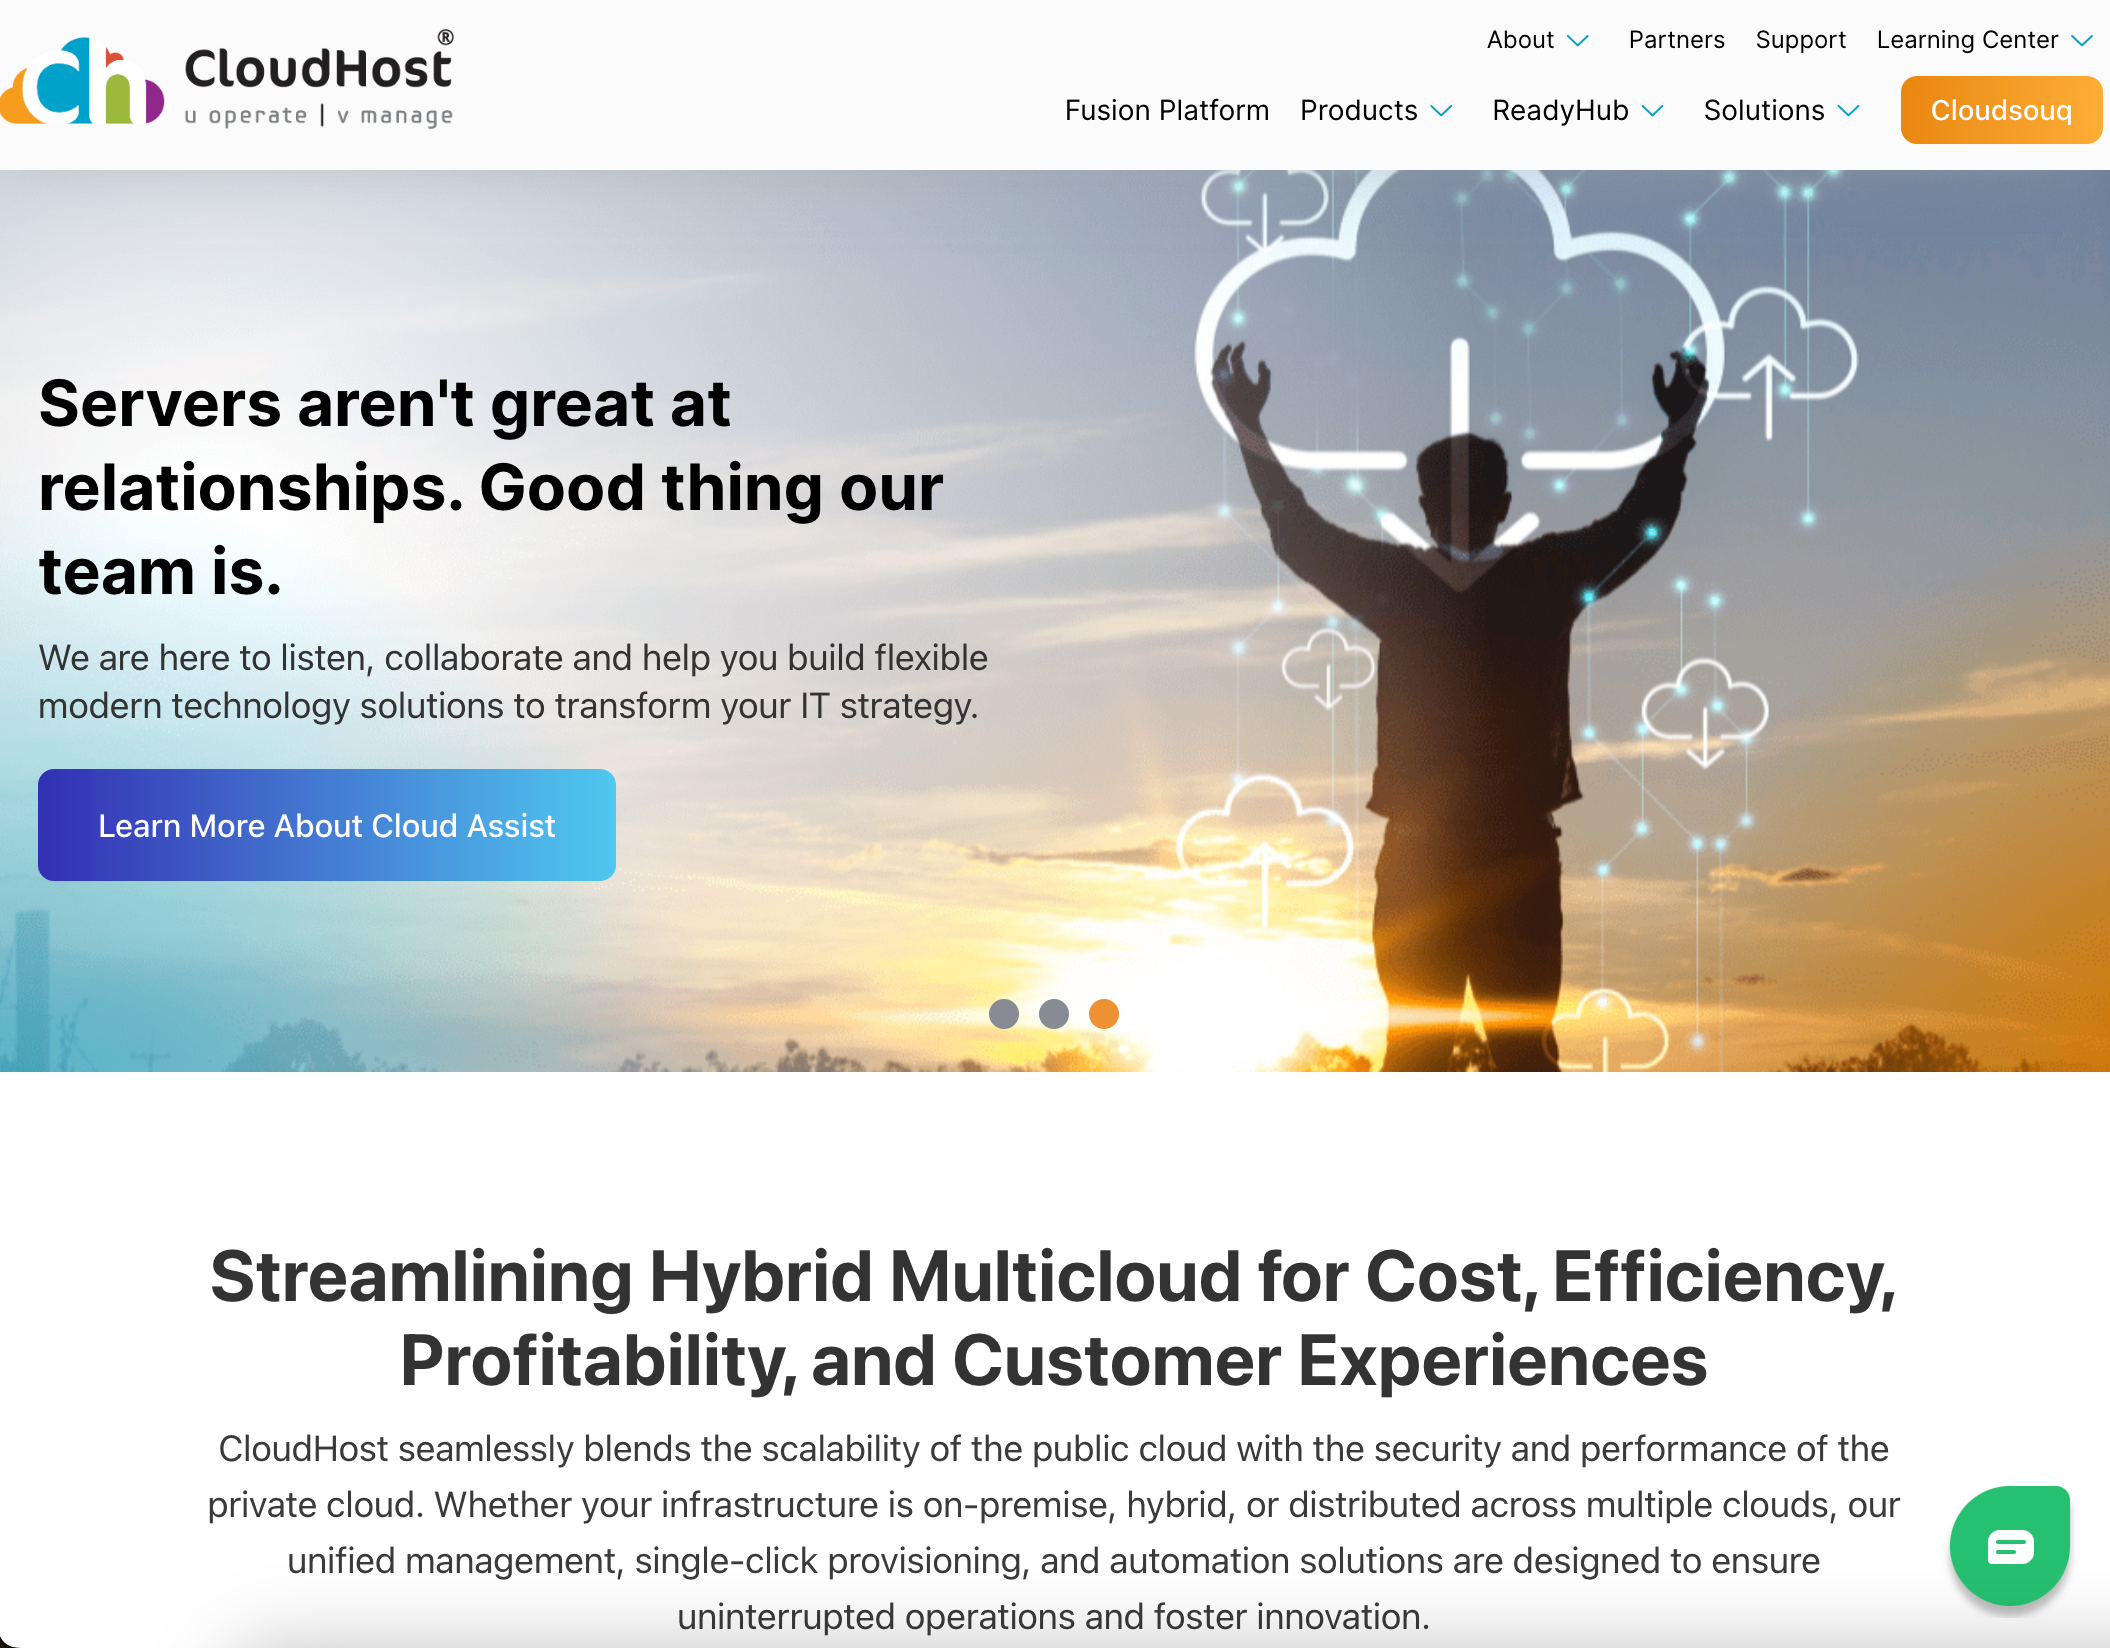 CloudHost®
u operate | v manage
About Partners Support Learning Center
Fusion Platform Products ReadyHub Solutions Cloudsouq
Servers aren't great at
relationships. Good thing our
team is.
We are here to listen, collaborate and help you build flexible
modern technology solutions to transform your IT strategy.
Learn More About Cloud Assist
Streamlining Hybrid Multicloud for Cost, Efficiency,
Profitability, and Customer Experiences
CloudHost seamlessly blends the scalability of the public cloud with the security and performance of the
private cloud. Whether your infrastructure is on-premise, hybrid, or distributed across multiple clouds, our
unified management, single-click provisioning, and automation solutions are designed to ensure
uninterrupted operations and foster innovation.